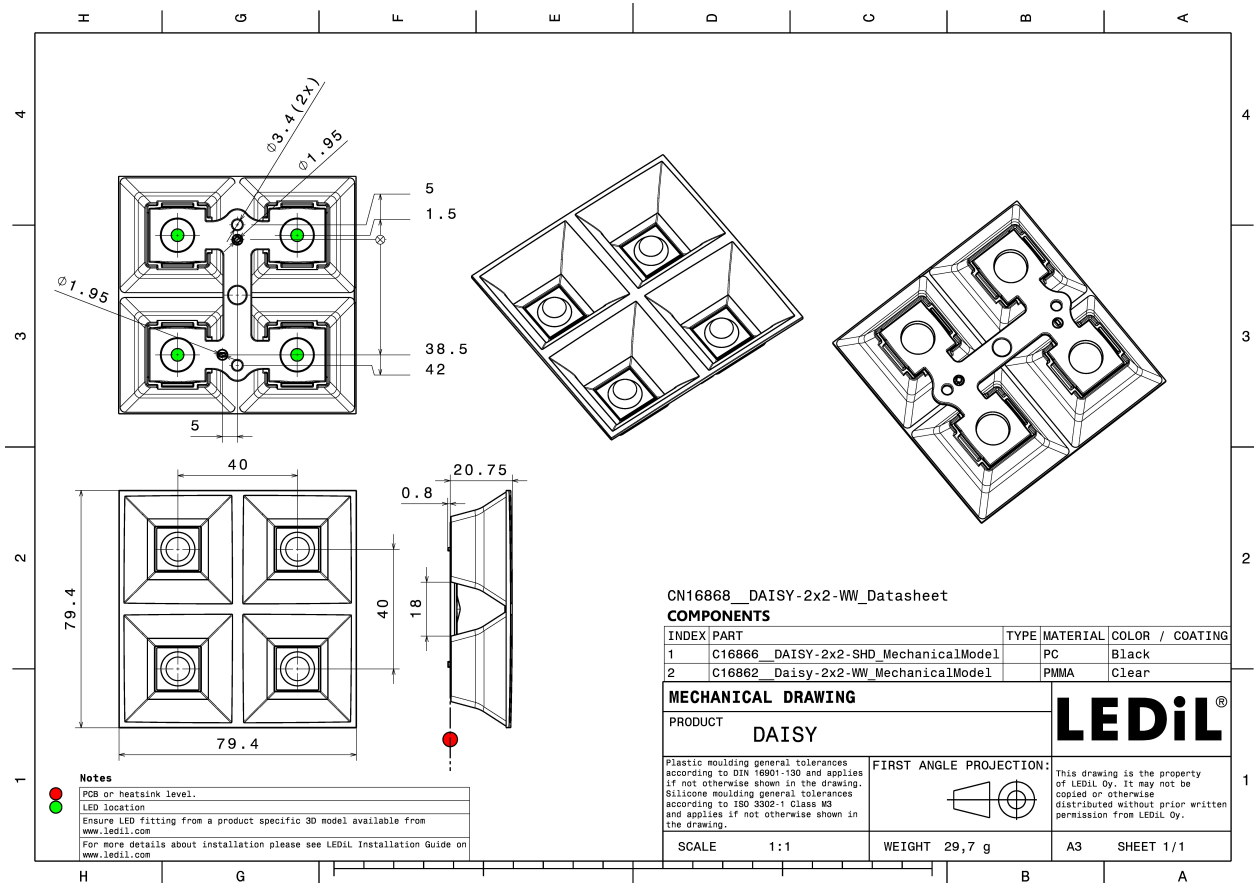 H G F E D C B A
4
4
3
3
2
2
1
1
⌀3.4(2x)
⌀1.95
5
1.5
⌀1.95
38.5
42
5
40
20.75
0.8
79.4
40
18
79.4
CN16868__DAISY-2x2-WW_Datasheet
COMPONENTS
INDEX PART TYPE MATERIAL COLOR / COATING
1 C16866__Daisy-2x2-SHD_MechanicalModel PC Black
2 C16862__Daisy-2x2-WW_MechanicalModel PMMA Clear
MECHANICAL DRAWING
PRODUCT
DAISY
LEDiL®
Plastic moulding general tolerances
according to DIN 16901-130 and applies
if not otherwise shown in the drawing.
Silicone moulding general tolerances
according to ISO 3302-1 Class M3
and applies if not otherwise shown in
the drawing.
FIRST ANGLE PROJECTION:
This drawing is the property
of LEDiL Oy. It may not be
copied or otherwise
distributed without prior written
permission from LEDiL Oy.
SCALE 1:1 WEIGHT 29,7 g A3 SHEET 1/1
Notes
PCB or heatsink level.
LED location
Ensure LED fitting from a product specific 3D model available from
www.ledil.com
For more details about installation please see LEDiL Installation Guide on
www.ledil.com
H G B A